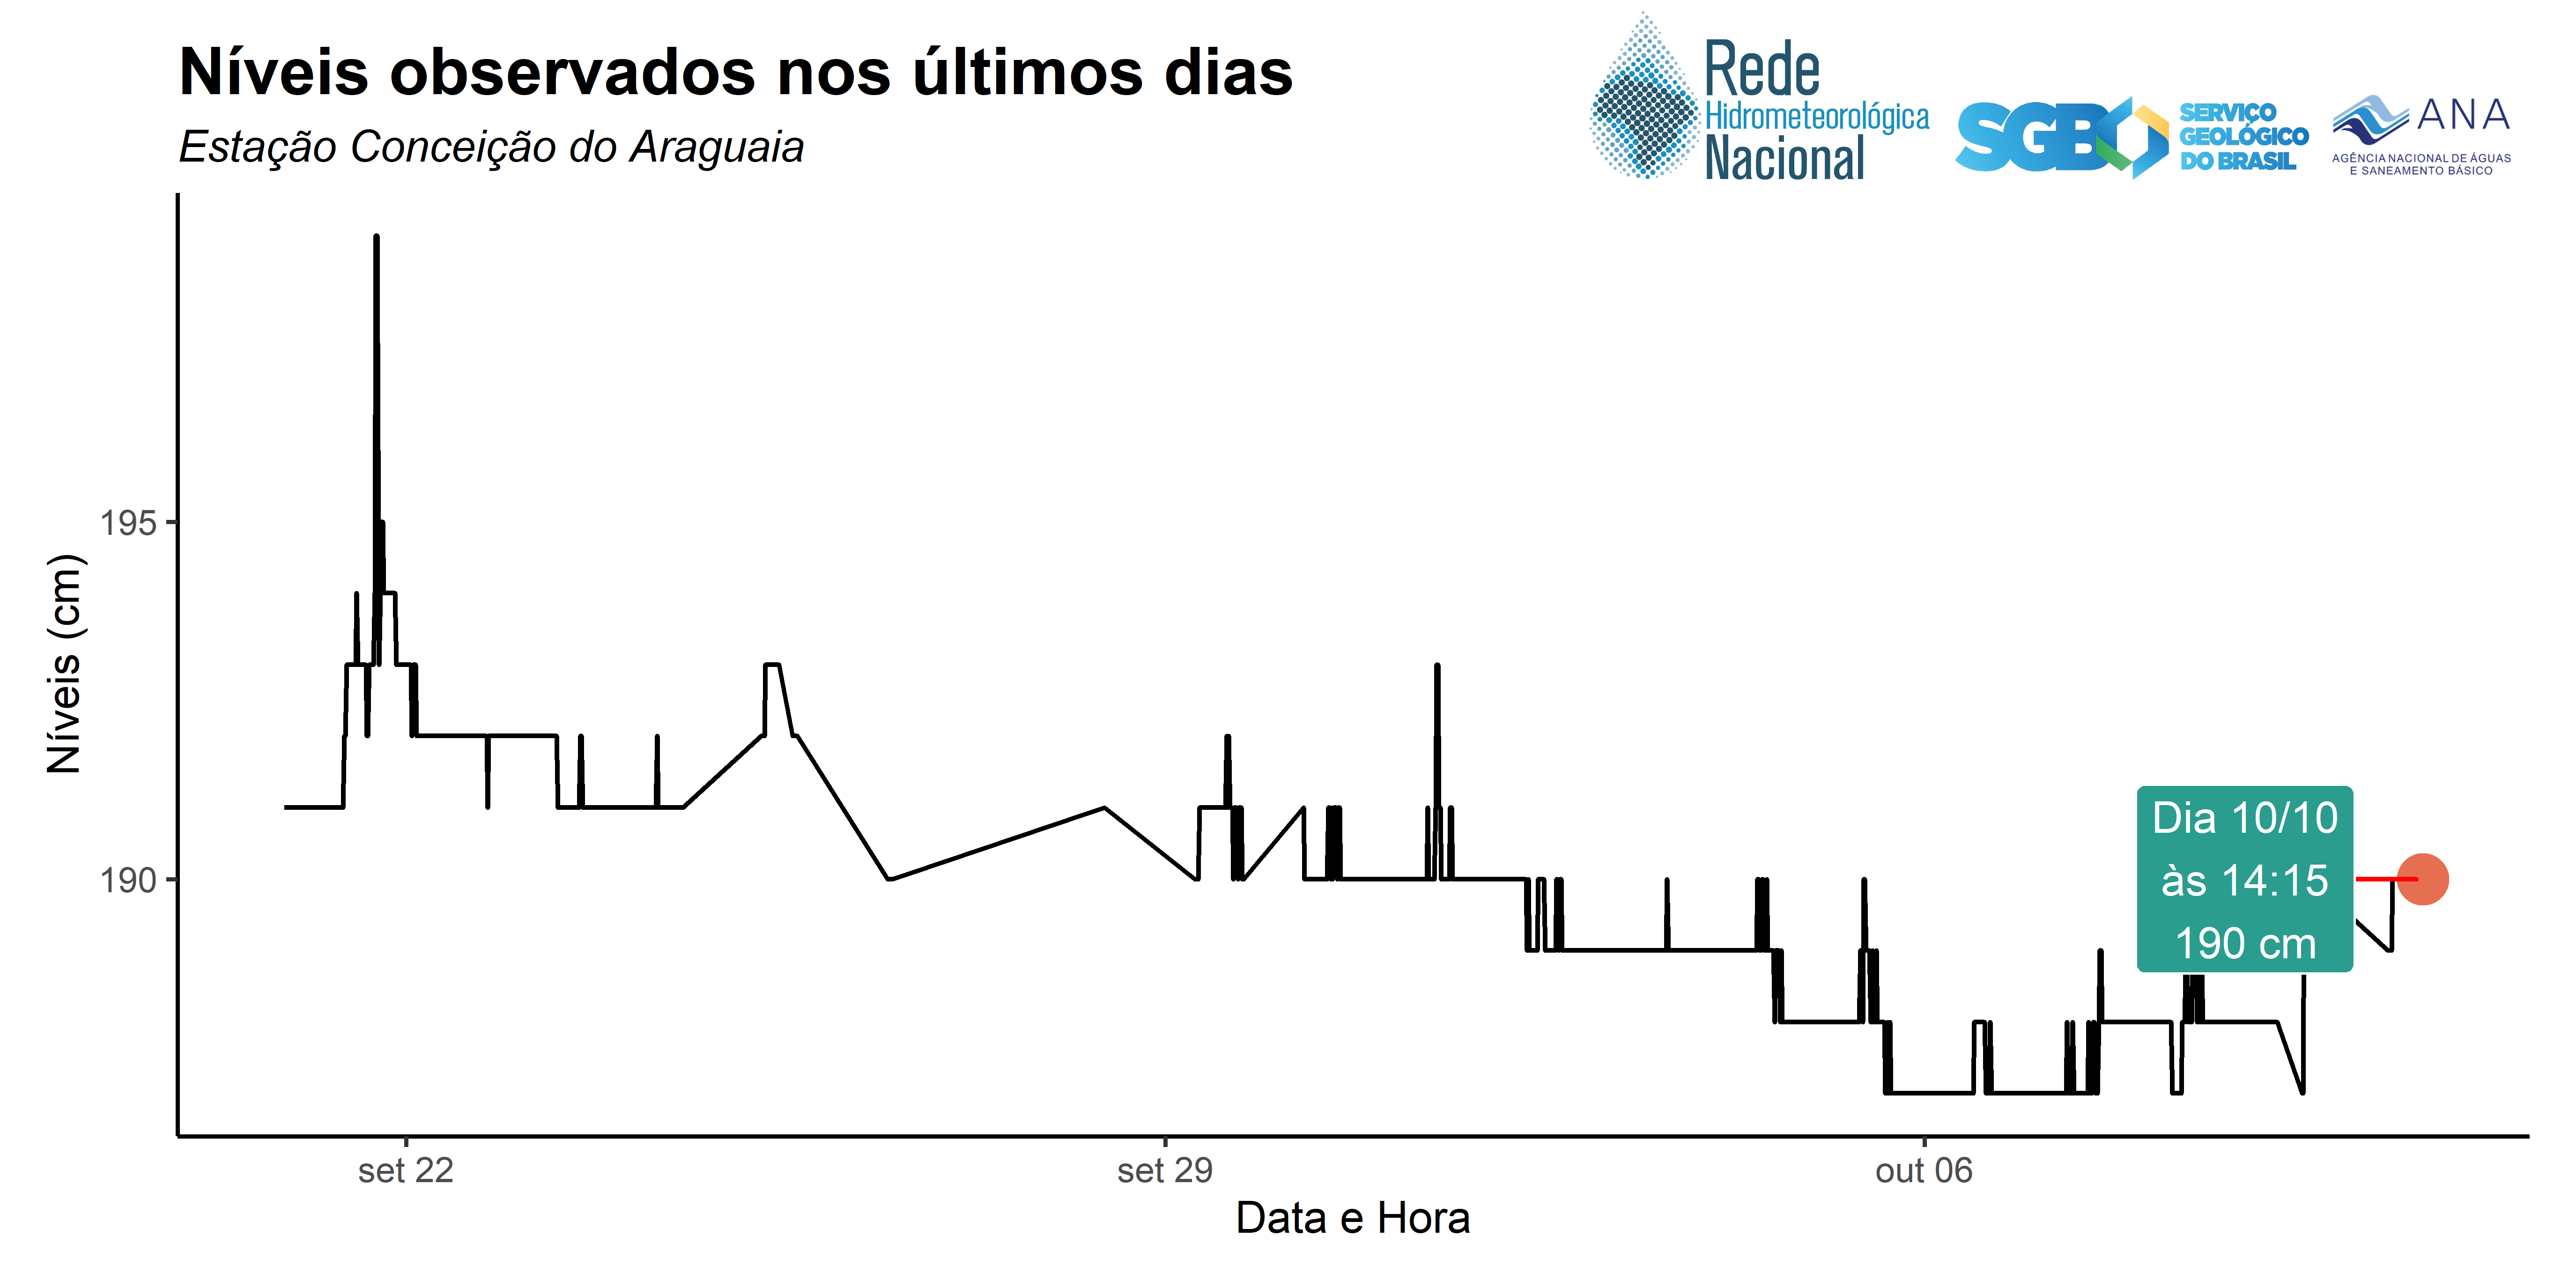 Níveis observados nos últimos dias
Estação Conceição do Araguaia
Rede
Hidrometeorológica
Nacional
SGB
SERVIÇO
GEOLÓGICO
DO BRASIL
ANA
AGÊNCIA NACIONAL DE ÁGUAS
E SANEAMENTO BÁSICO
Níveis (cm)
195
190
Dia 10/10
às 14:15
190 cm
set 22
set 29
out 06
Data e Hora